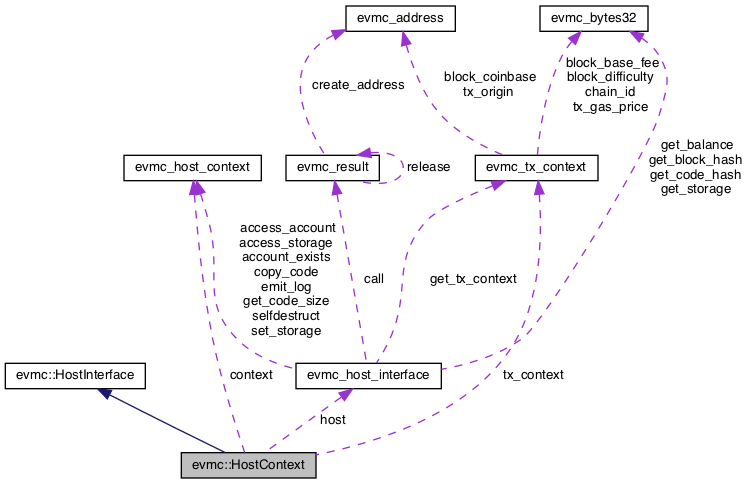 evmc_address
evmc_bytes32
block_base_fee
block_difficulty
chain_id
tx_gas_price
block_coinbase
tx_origin
create_address
get_balance
get_block_hash
get_code_hash
get_storage
evmc_host_context
evmc_result
release
evmc_tx_context
access_account
access_storage
account_exists
copy_code
emit_log
get_code_size
selfdestruct
set_storage
call
get_tx_context
evmc::HostInterface
context
evmc_host_interface
tx_context
host
evmc::HostContext